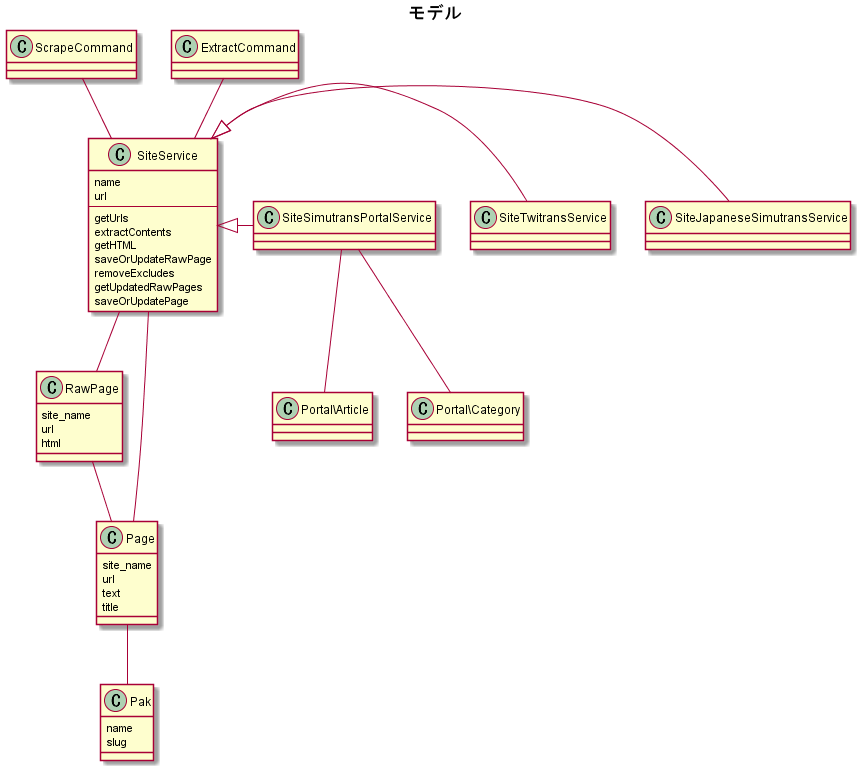 モデル
C ScrapeCommand
C ExtractCommand
C SiteService
name
url
getUrls
extractContents
getHTML
saveOrUpdateRawPage
removeExcludes
getUpdatedRawPages
saveOrUpdatePage
C SiteSimutransPortalService
C SiteTwitransService
C SiteJapaneseSimutransService
C RawPage
site_name
url
html
C Portal\Article
C Portal\Category
C Page
site_name
url
text
title
C Pak
name
slug